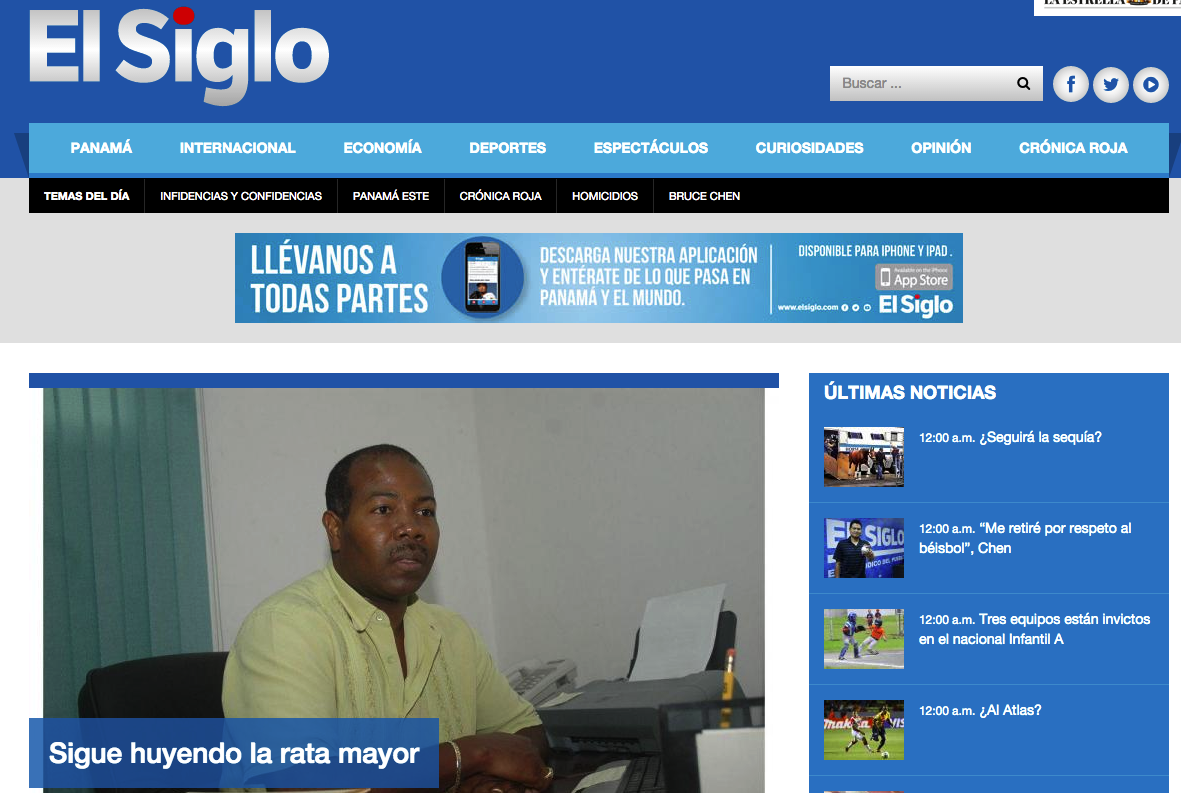 LA ESTRELLA DE
El Siglo
Buscar ...
PANAMÁ INTERNACIONAL ECONOMÍA DEPORTES ESPECTÁCULOS CURIOSIDADES OPINIÓN CRÓNICA ROJA
TEMAS DEL DÍA INFIDENCIAS Y CONFIDENCIAS PANAMÁ ESTE CRÓNICA ROJA HOMICIDIOS BRUCE CHEN
LLÉVANOS A
TODAS PARTES
DESCARGA NUESTRA APLICACIÓN
Y ENTÉRATE DE LO QUE PASA EN
PANAMÁ Y EL MUNDO.
DISPONIBLE PARA IPHONE Y IPAD.
Available on the iPhone
App Store
www.elsiglo.com El Siglo
Sigue huyendo la rata mayor
ÚLTIMAS NOTICIAS
12:00 a.m. ¿Seguirá la sequía?
EL SIGLO
12:00 a.m. “Me retiré por respeto al
béisbol”, Chen
12:00 a.m. Tres equipos están invictos
en el nacional Infantil A
12:00 a.m. ¿Al Atlas?